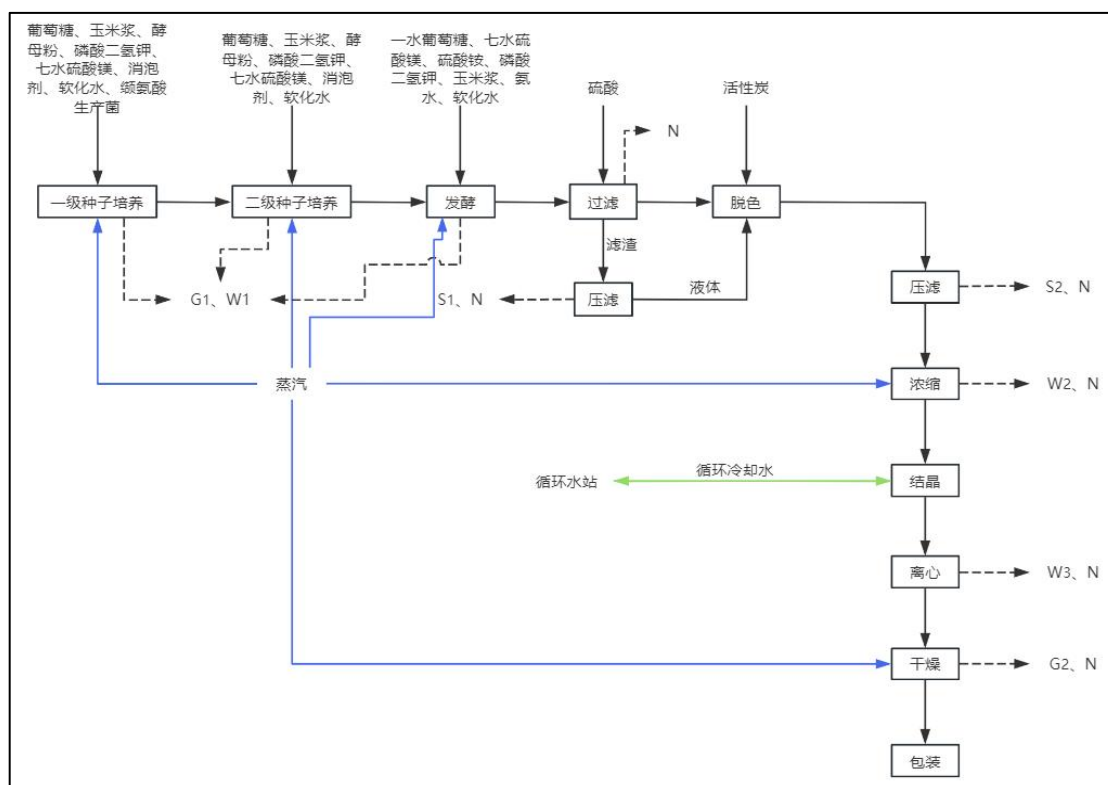 葡萄糖、玉米浆、酵
母粉、磷酸二氢钾、
七水硫酸镁、消泡
剂、软化水、缬氨酸
生产菌
葡萄糖、玉米浆、酵
母粉、磷酸二氢钾、
七水硫酸镁、消泡
剂、软化水
一水葡萄糖、七水硫
酸镁、硫酸铵、磷酸
二氢钾、玉米浆、氨
水、软化水
硫酸
活性炭
N
一级种子培养
二级种子培养
发酵
过滤
脱色
滤渣
G1、W1
S1、N
压滤
液体
压滤
S2、N
蒸汽
浓缩
W2、N
循环水站
循环冷却水
结晶
离心
W3、N
干燥
G2、N
包装